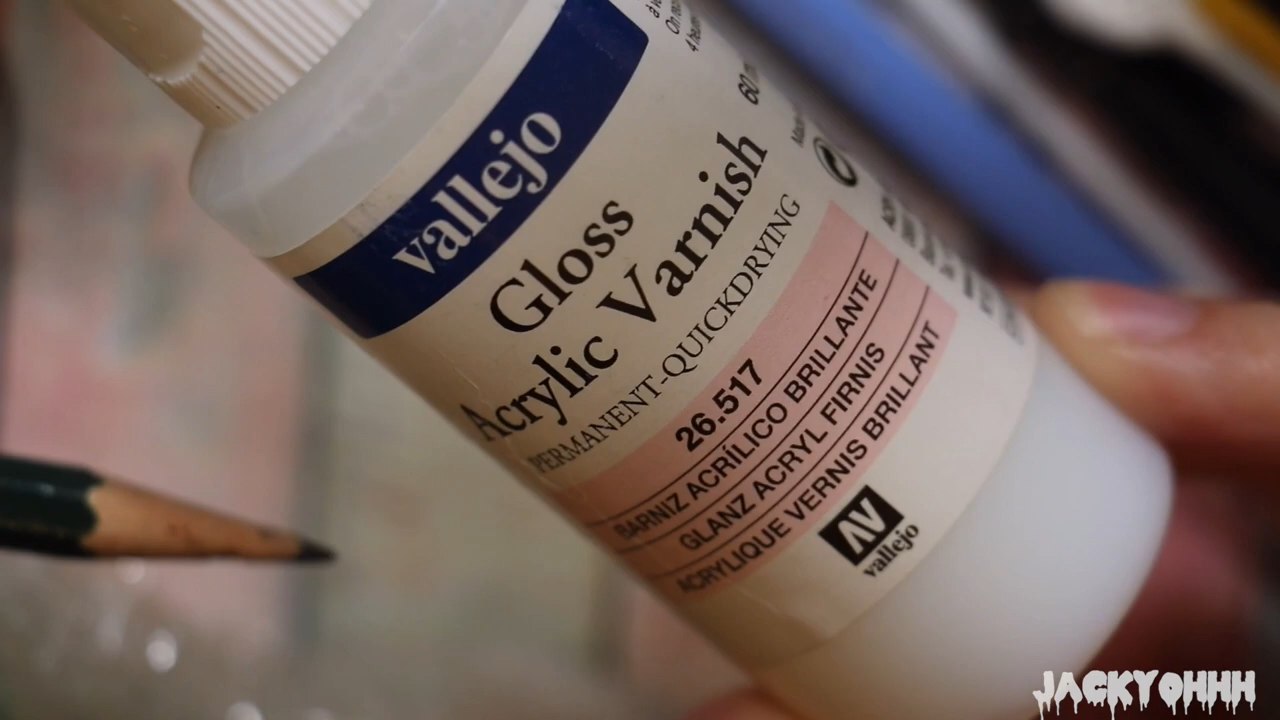 vallejo
Gloss
Acrylic Varnish
60
PERMANENT-QUICKDRYING
26.517
BARNIZ ACRÍLICO BRILLANTE
GLANZ ACRYL FIRNIS
ACRYLIQUE VERNIS BRILLANT
AV
vallejo
JACKYOHHH